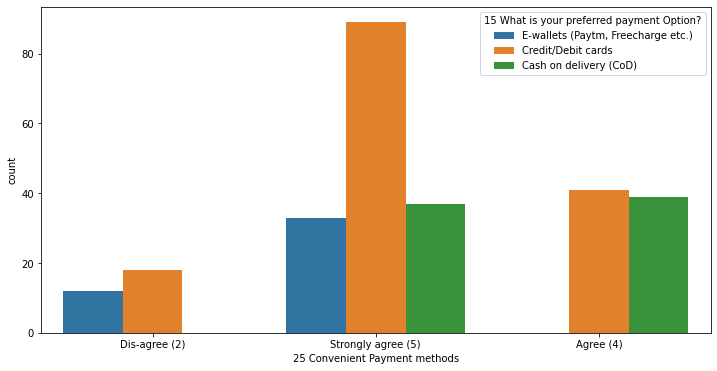 15 What is your preferred payment Option?
E-wallets (Paytm, Freecharge etc.)
Credit/Debit cards
Cash on delivery (CoD)
80
60
40
20
0
count
Dis-agree (2)
Strongly agree (5)
Agree (4)
25 Convenient Payment methods